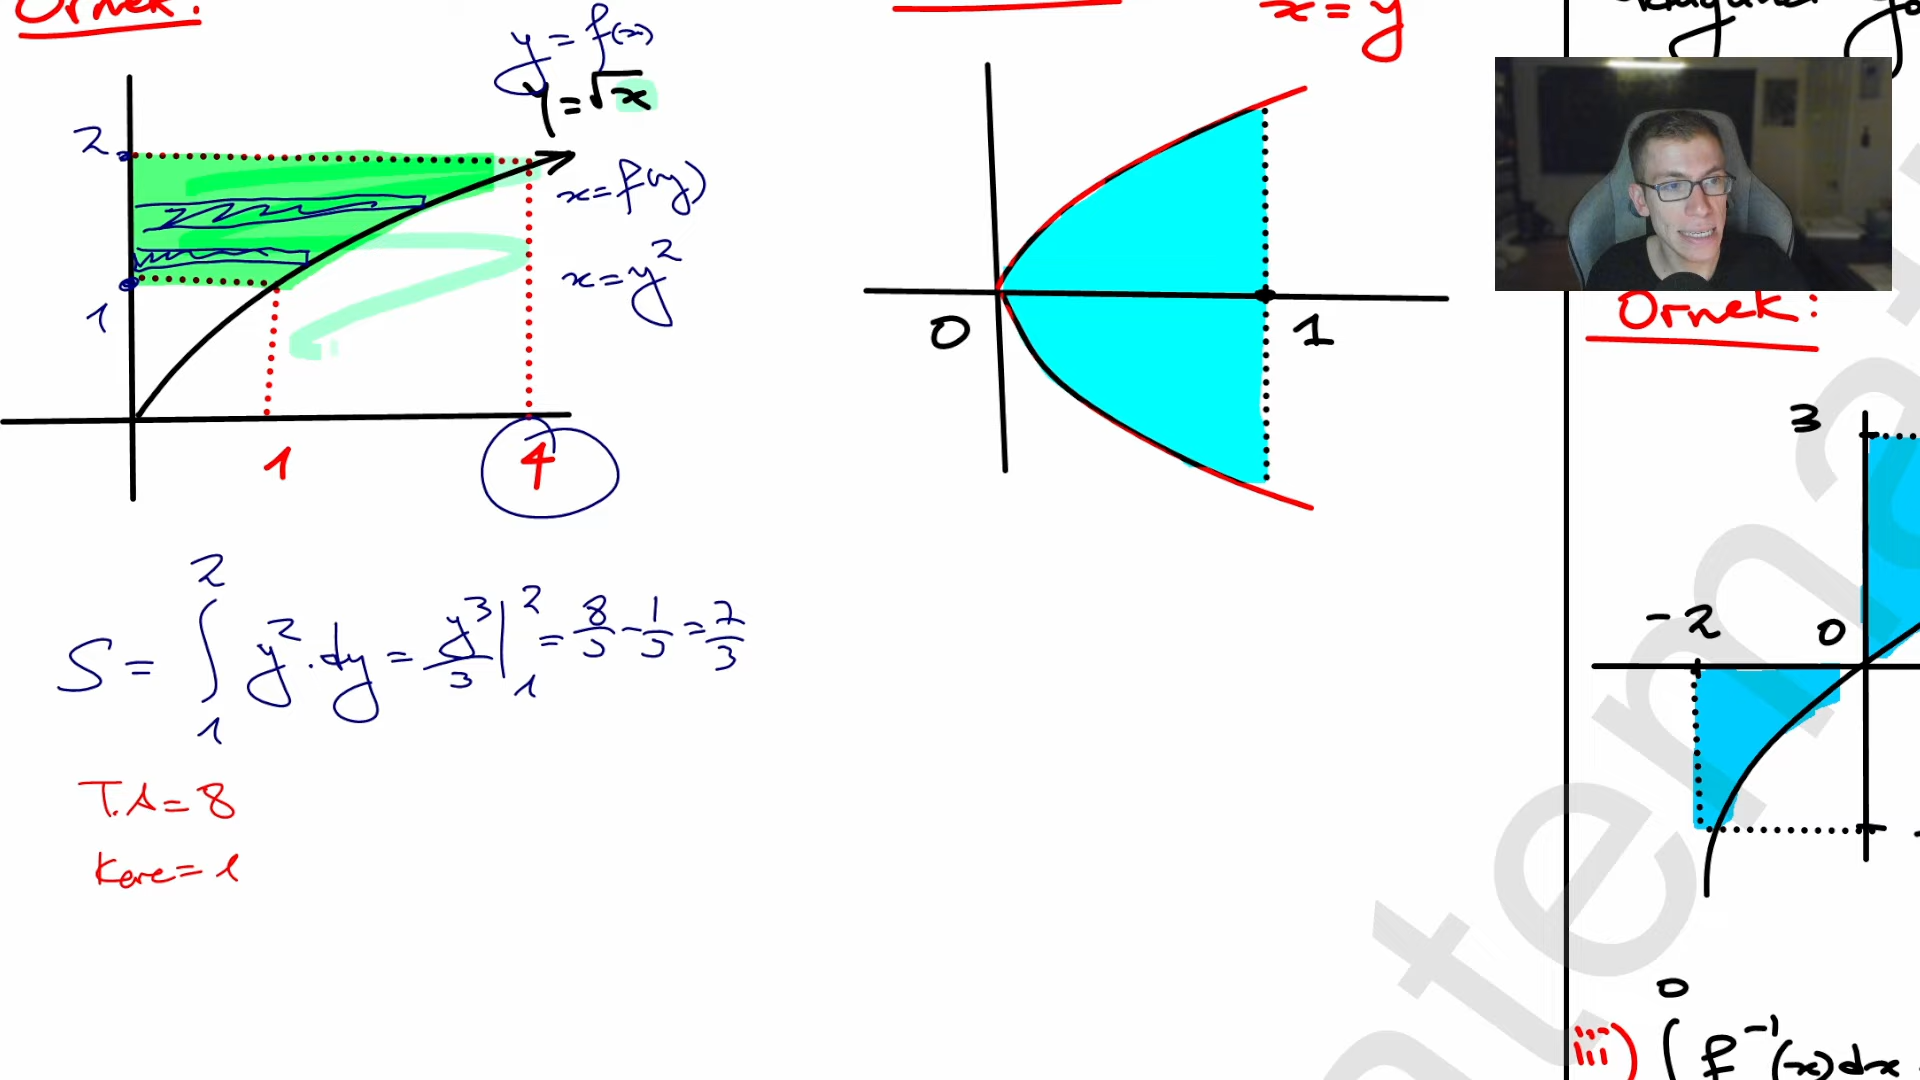 Örnek:
y = f(x)
y = √x
2
x = f(y)
x = y²
1
1
4
S = ∫₁² y² . dy = y³/3 |₁² = 8/3 - 1/3 = 7/3
T.A = 8
Kare = 1
x = y
0
1
Örnek:
3
-2
0
0
iii) ∫ f⁻¹(x)dx